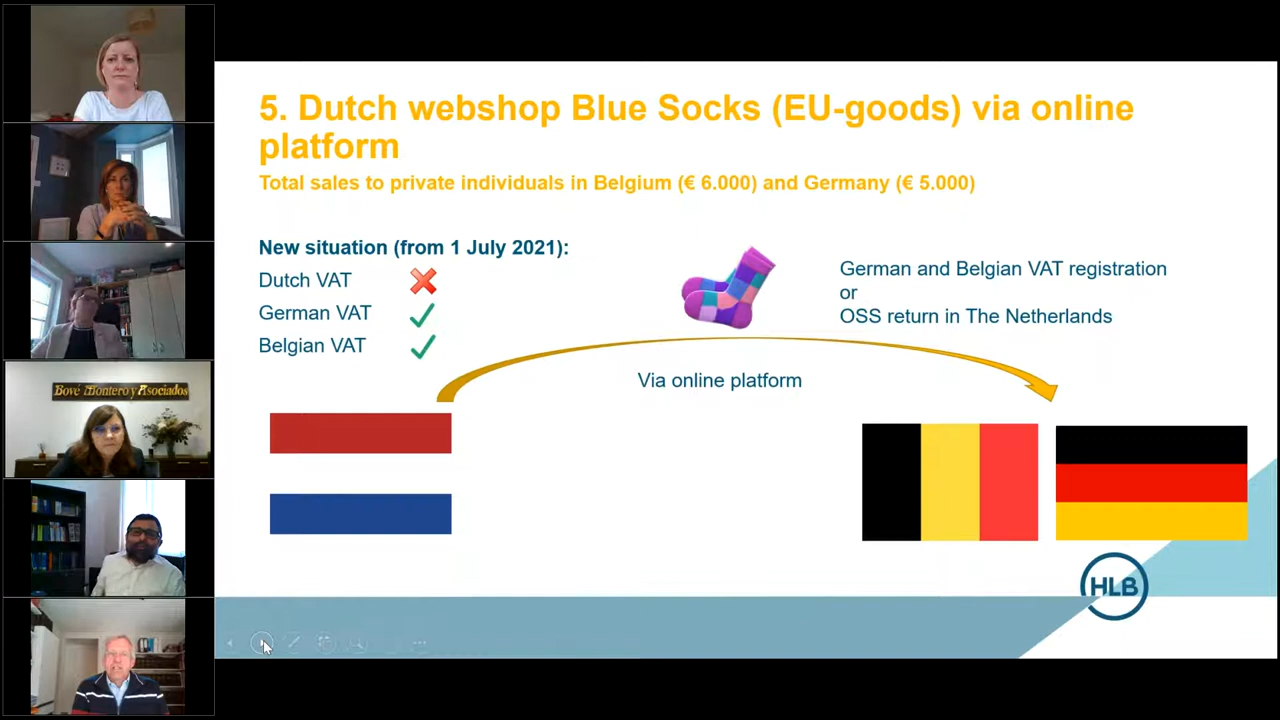 5. Dutch webshop Blue Socks (EU-goods) via online
platform
Total sales to private individuals in Belgium (€ 6.000) and Germany (€ 5.000)
New situation (from 1 July 2021):
Dutch VAT
German VAT
Belgian VAT
German and Belgian VAT registration
or
OSS return in The Netherlands
Via online platform
HLB
Bové Montero y Asociados